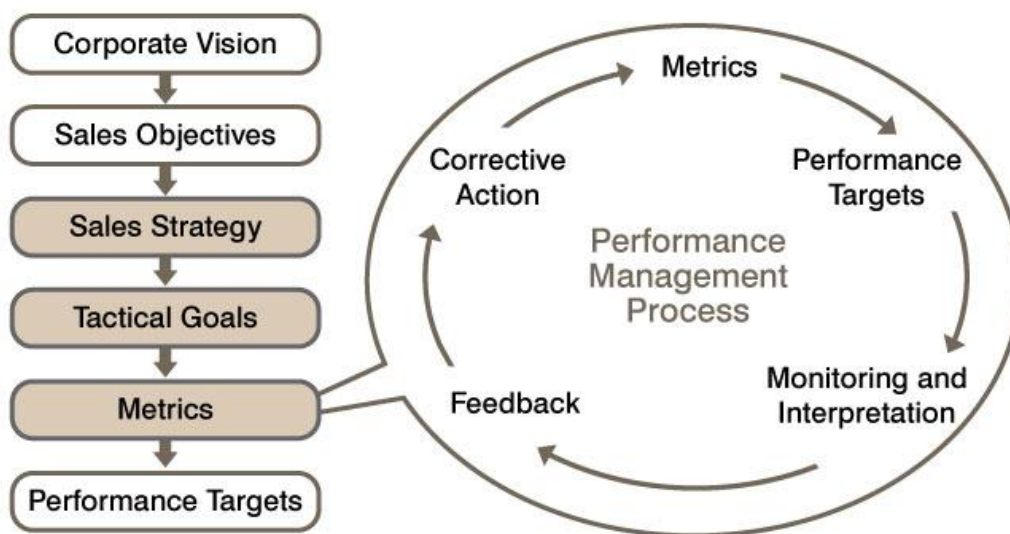 Corporate Vision
Sales Objectives
Sales Strategy
Tactical Goals
Metrics
Performance Targets
Metrics
Performance
Targets
Monitoring and
Interpretation
Feedback
Corrective
Action
Performance
Management
Process